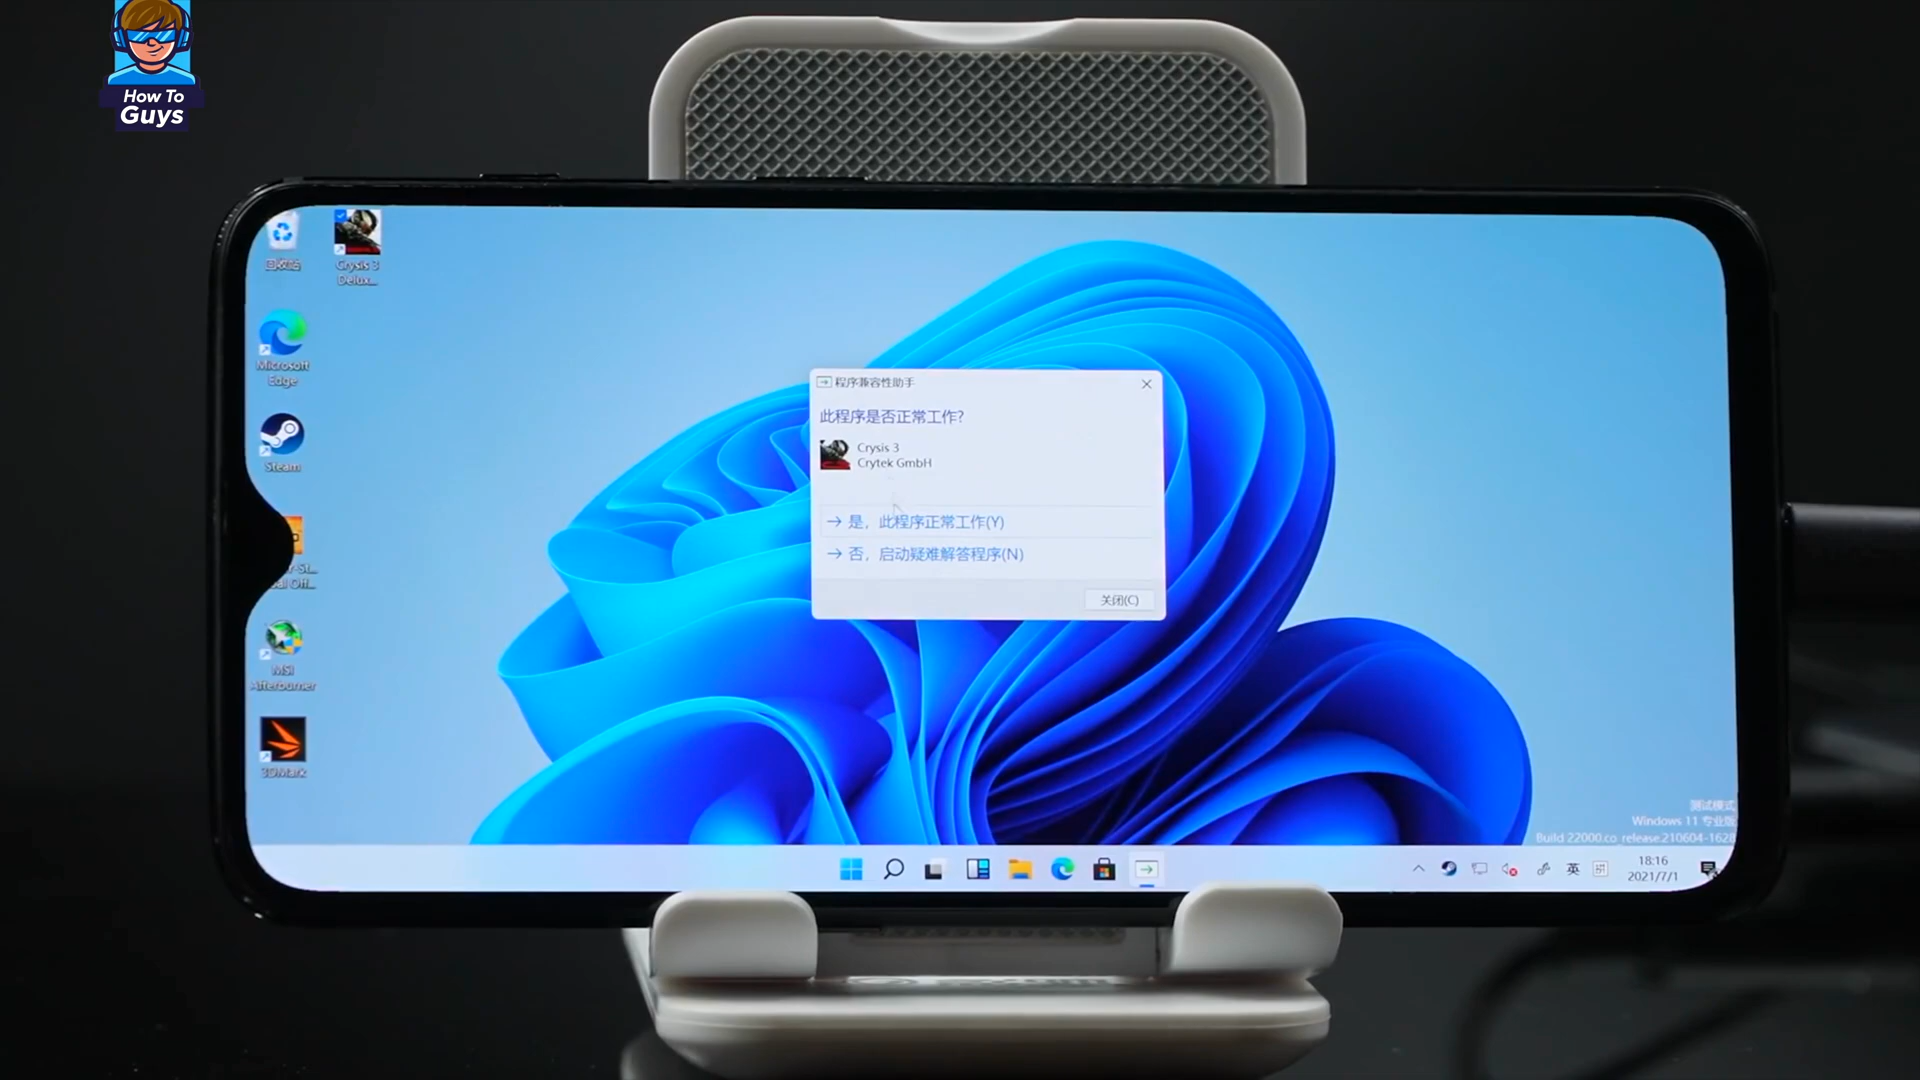 How To
Guys
回收站
Crysis 3
Delux...
Microsoft
Edge
Steam
MSI
Afterburner
3DMark
程序兼容性助手
此程序是否正常工作?
Crysis 3
Crytek GmbH
→ 是，此程序正常工作(Y)
→ 否，启动疑难解答程序(N)
关闭(C)
测试模式
Windows 11 专业版
Build 22000.co_release.210604-1628
英
18:16
2021/7/1